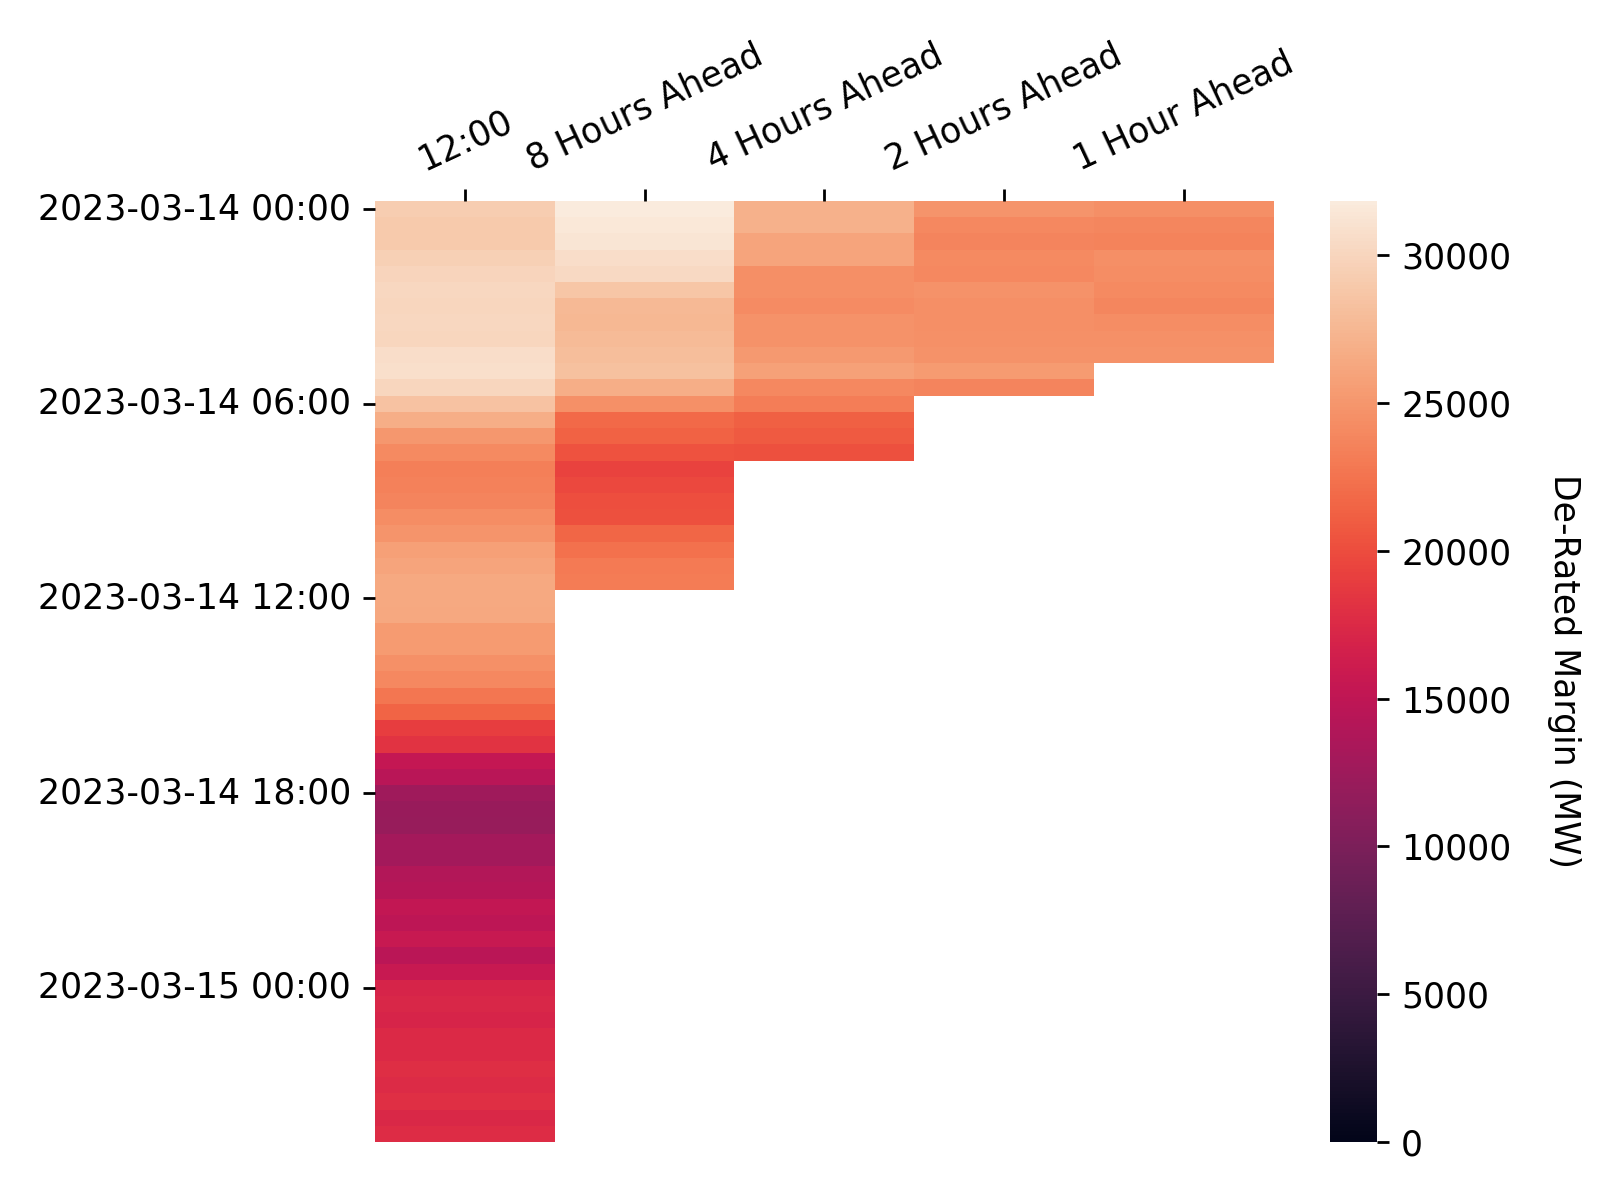 12:00
8 Hours Ahead
4 Hours Ahead
2 Hours Ahead
1 Hour Ahead
2023-03-14 00:00
2023-03-14 06:00
2023-03-14 12:00
2023-03-14 18:00
2023-03-15 00:00
30000
25000
20000
15000
10000
5000
0
De-Rated Margin (MW)